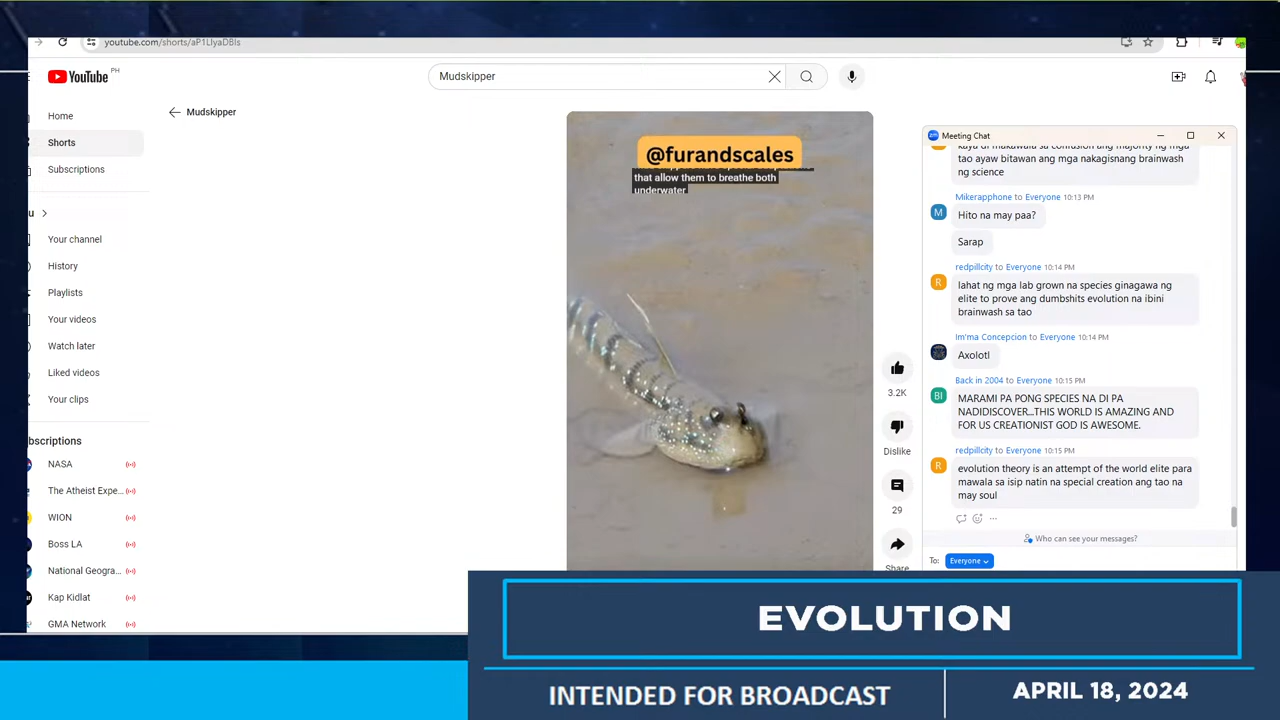 youtube.com/shorts/aP1LlyaDBIs
YouTube PH
Mudskipper
Home
Shorts
Subscriptions
u
Your channel
History
Playlists
Your videos
Watch later
Liked videos
Your clips
bscriptions
NASA
The Atheist Expe...
WION
Boss LA
National Geogra...
Kap Kidlat
GMA Network
Mudskipper
@furandscales
that allow them to breathe both
underwater
3.2K
Dislike
29
Share
zm Meeting Chat
kaya di makawala sa confusion ang majority ng mga
tao ayaw bitawan ang mga nakagisnang brainwash
ng science
Mikerapphone to Everyone 10:13 PM
M
Hito na may paa?
Sarap
redpillcity to Everyone 10:14 PM
R
lahat ng mga lab grown na species ginagawa ng
elite to prove ang dumbshits evolution na ibini
brainwash sa tao
Im'ma Concepcion to Everyone 10:14 PM
Axolotl
Back in 2004 to Everyone 10:15 PM
BI
MARAMI PA PONG SPECIES NA DI PA
NADIDISCOVER...THIS WORLD IS AMAZING AND
FOR US CREATIONIST GOD IS AWESOME.
redpillcity to Everyone 10:15 PM
R
evolution theory is an attempt of the world elite para
mawala sa isip natin na special creation ang tao na
may soul
Who can see your messages?
To: Everyone
EVOLUTION
INTENDED FOR BROADCAST
APRIL 18, 2024